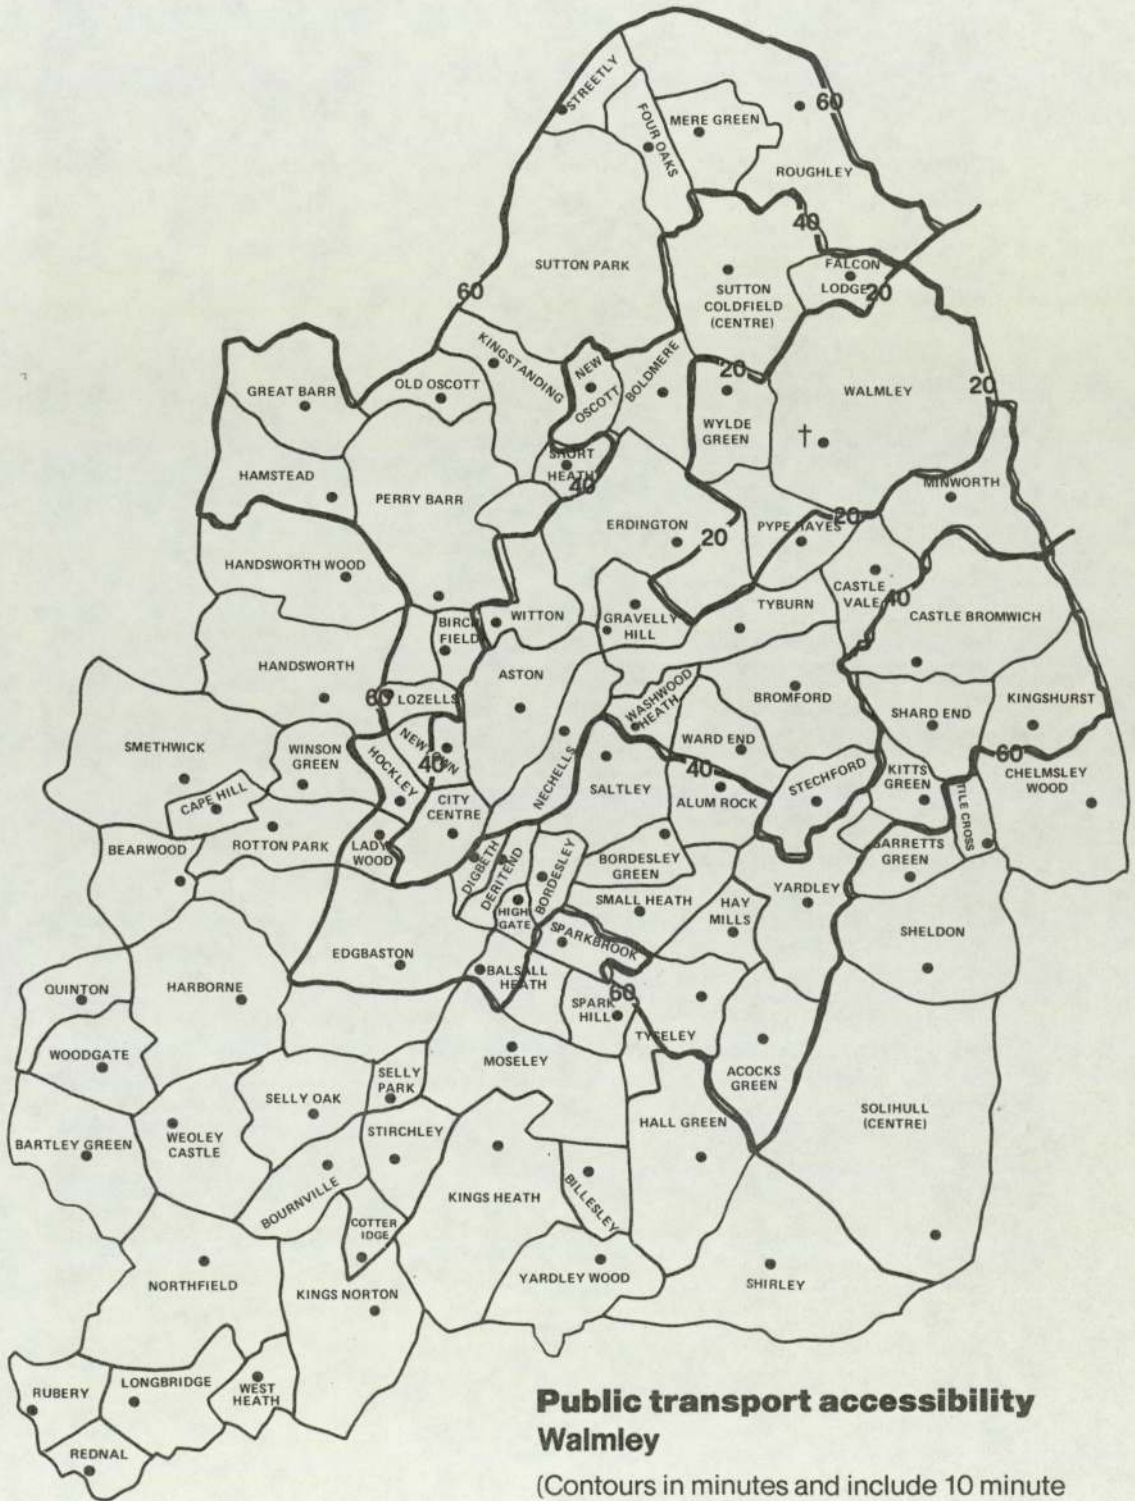 STREETLY
FOUR OAKS
MERE GREEN
60
ROUGHLEY
40
SUTTON PARK
SUTTON
COLDFIELD
(CENTRE)
FALCON
LODGE
20
60
KINGSTANDING
NEW
OSCOTT
BOLDMERE
20
WALMLEY
20
GREAT BARR
OLD OSCOTT
WYLDE
GREEN
†
HAMSTEAD
PERRY BARR
SHORT
HEATH
40
MINWORTH
ERDINGTON
20
PYPE HAYES
20
HANDSWORTH WOOD
CASTLE
VALE
40
CASTLE BROMWICH
BIRCH
FIELD
WITTON
GRAVELLY
HILL
TYBURN
HANDSWORTH
ASTON
60
LOZELLS
WASHWOOD
HEATH
BROMFORD
SHARD END
KINGSHURST
SMETHWICK
WINSON
GREEN
HOCKLEY
NEWTOWN
40
NECHELLS
WARD END
60
CAPE HILL
CITY
CENTRE
SALTLEY
40
ALUM ROCK
STECHFORD
KITTS
GREEN
TILE CROSS
CHELMSLEY
WOOD
BEARWOOD
ROTTON PARK
LADY
WOOD
DIGBETH
DERITEND
BORDESLEY
BORDESLEY
GREEN
BARRETTS
GREEN
HIGH
GATE
SMALL HEATH
HAY
MILLS
YARDLEY
SHELDON
EDGBASTON
SPARKBROOK
QUINTON
HARBORNE
BALSALL
HEATH
SPARK
HILL
60
TYSELEY
WOODGATE
MOSELEY
ACOCKS
GREEN
SELLY
PARK
SELLY OAK
SOLIHULL
(CENTRE)
BARTLEY GREEN
WEOLEY
CASTLE
STIRCHLEY
HALL GREEN
BOURNVILLE
KINGS HEATH
BILLESLEY
COTTER
IDGE
NORTHFIELD
KINGS NORTON
YARDLEY WOOD
SHIRLEY
RUBERY
LONGBRIDGE
WEST
HEATH
REDNAL
Public transport accessibility
Walmley
(Contours in minutes and include 10 minute